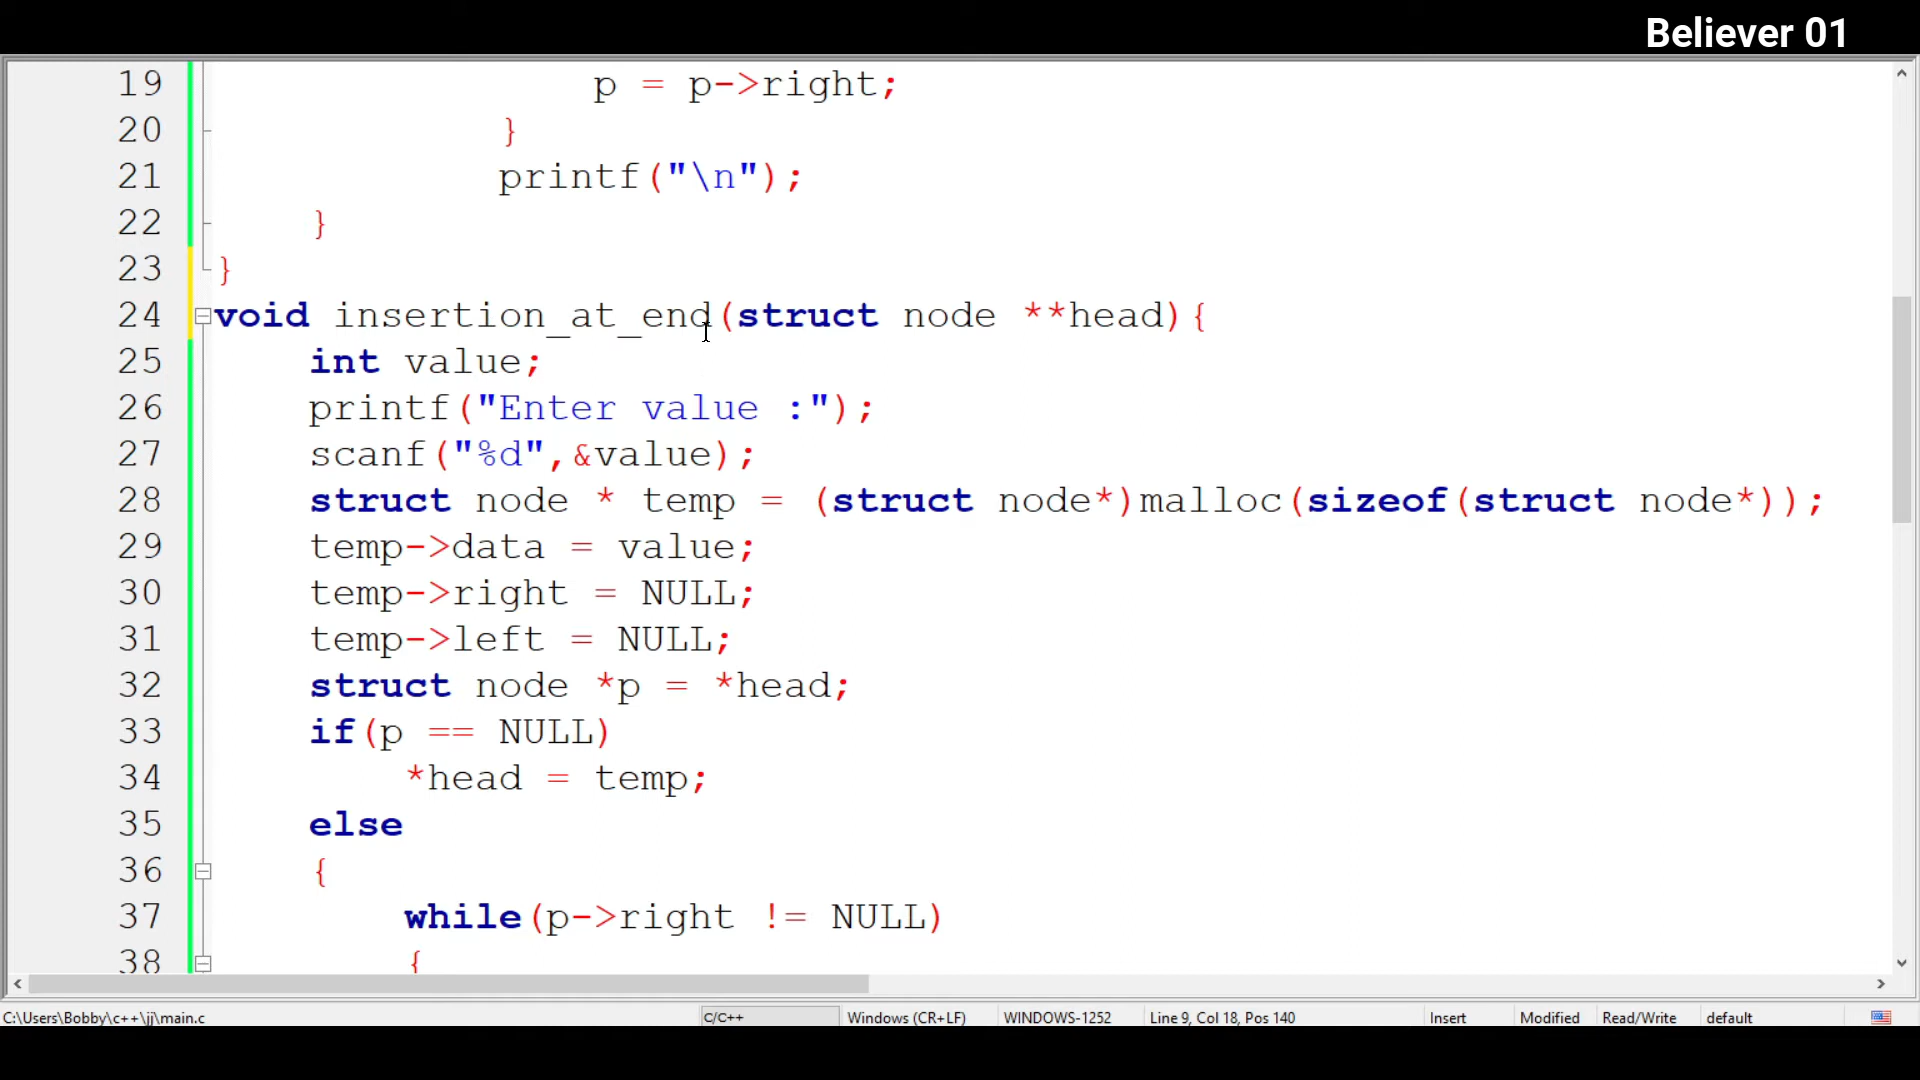 Believer 01
19 p = p->right;
20 }
21 printf("\n");
22 }
23 }
24 void insertion_at_end(struct node **head){
25 int value;
26 printf("Enter value :");
27 scanf("%d",&value);
28 struct node * temp = (struct node*)malloc(sizeof(struct node*));
29 temp->data = value;
30 temp->right = NULL;
31 temp->left = NULL;
32 struct node *p = *head;
33 if(p == NULL)
34 *head = temp;
35 else
36 {
37 while(p->right != NULL)
38 {
C:\Users\Bobby\c++\jj\main.c C/C++ Windows (CR+LF) WINDOWS-1252 Line 9, Col 18, Pos 140 Insert Modified Read/Write default